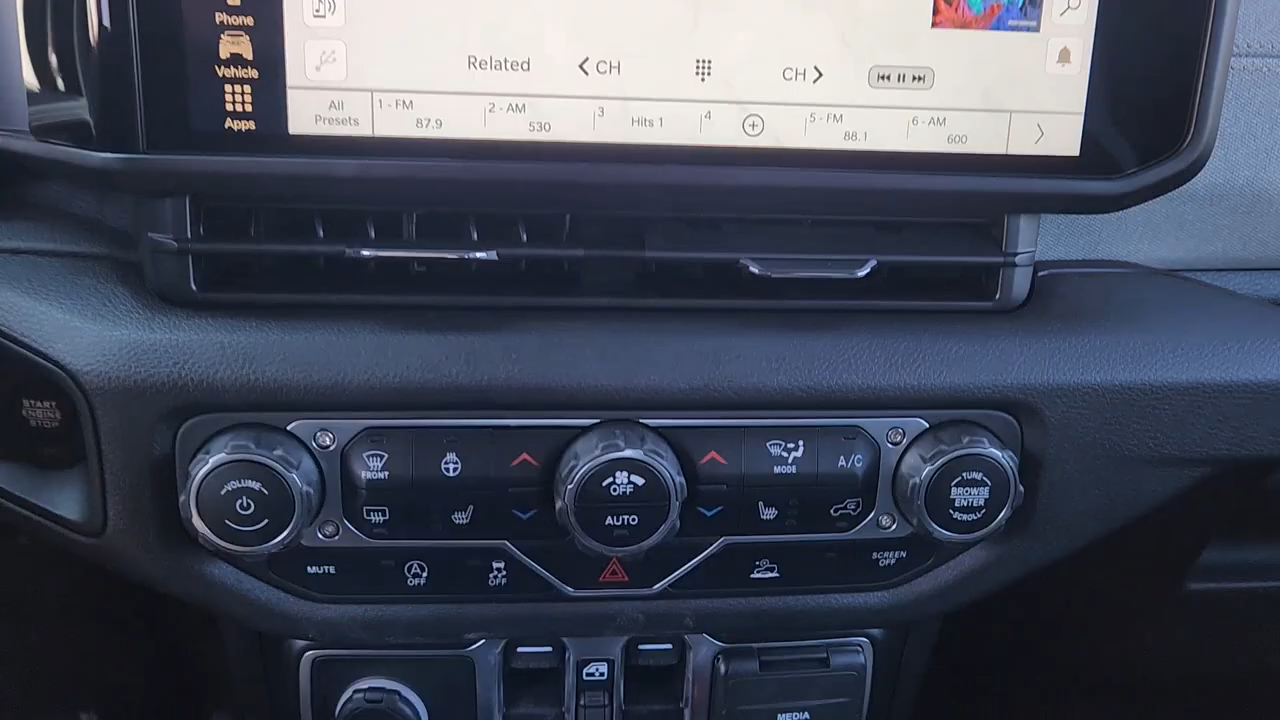 Phone
Vehicle
Apps
Related
CH
CH
All
Presets
1 - FM
87.9
2 - AM
530
3
Hits 1
4
5 - FM
88.1
6 - AM
600
START
ENGINE
STOP
VOLUME
FRONT
OFF
AUTO
MODE
A/C
TUNE
BROWSE
ENTER
SCROLL
MUTE
A
OFF
OFF
SCREEN
OFF
MEDIA